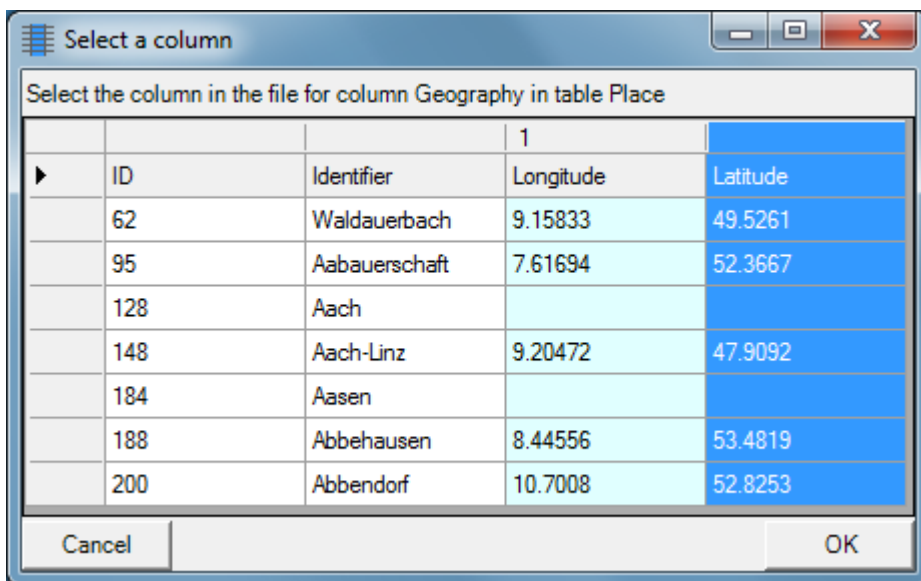 Select a column
Select the column in the file for column Geography in table Place
1
ID Identifier Longitude Latitude
62 Waldauerbach 9.15833 49.5261
95 Aabauerschaft 7.61694 52.3667
128 Aach
148 Aach-Linz 9.20472 47.9092
184 Aasen
188 Abbehausen 8.44556 53.4819
200 Abbendorf 10.7008 52.8253
Cancel OK